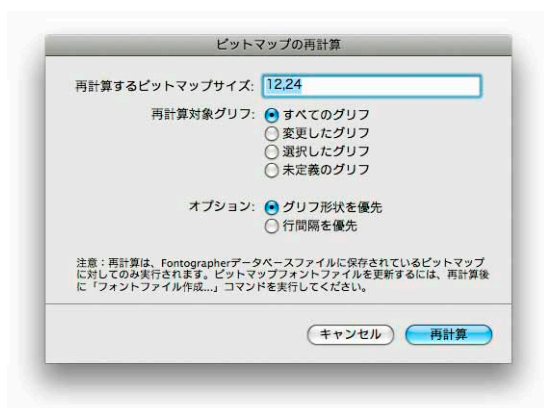 ビットマップの再計算
再計算するビットマップサイズ: 12,24
再計算対象グリフ: すべてのグリフ
変更したグリフ
選択したグリフ
未定義のグリフ
オプション: グリフ形状を優先
行間隔を優先
注意：再計算は、Fontographerデータベースファイルに保存されているビットマップ
に対してのみ実行されます。ビットマップフォントファイルを更新するには、再計算後
に「フォントファイル作成...」コマンドを実行してください。
キャンセル 再計算